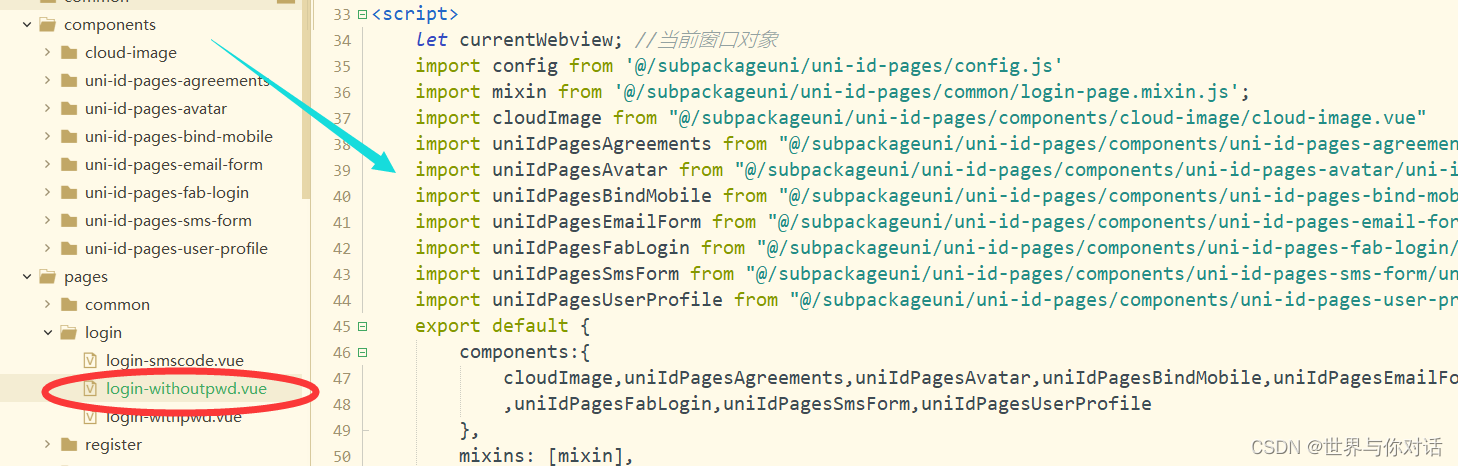 common
components
cloud-image
uni-id-pages-agreements
uni-id-pages-avatar
uni-id-pages-bind-mobile
uni-id-pages-email-form
uni-id-pages-fab-login
uni-id-pages-sms-form
uni-id-pages-user-profile
pages
common
login
login-smscode.vue
login-withoutpwd.vue
login-withpwd.vue
register
33 <script>
34 let currentWebview; //当前窗口对象
35 import config from '@/subpackageuni/uni-id-pages/config.js'
36 import mixin from '@/subpackageuni/uni-id-pages/common/login-page.mixin.js';
37 import cloudImage from "@/subpackageuni/uni-id-pages/components/cloud-image/cloud-image.vue"
38 import uniIdPagesAgreements from "@/subpackageuni/uni-id-pages/components/uni-id-pages-agreemen
39 import uniIdPagesAvatar from "@/subpackageuni/uni-id-pages/components/uni-id-pages-avatar/uni-i
40 import uniIdPagesBindMobile from "@/subpackageuni/uni-id-pages/components/uni-id-pages-bind-mob
41 import uniIdPagesEmailForm from "@/subpackageuni/uni-id-pages/components/uni-id-pages-email-for
42 import uniIdPagesFabLogin from "@/subpackageuni/uni-id-pages/components/uni-id-pages-fab-login/
43 import uniIdPagesSmsForm from "@/subpackageuni/uni-id-pages/components/uni-id-pages-sms-form/un
44 import uniIdPagesUserProfile from "@/subpackageuni/uni-id-pages/components/uni-id-pages-user-pr
45 export default {
46 components:{
47 cloudImage,uniIdPagesAgreements,uniIdPagesAvatar,uniIdPagesBindMobile,uniIdPagesEmailFo
48 ,uniIdPagesFabLogin,uniIdPagesSmsForm,uniIdPagesUserProfile
49 },
50 mixins: [mixin],
CSDN @世界与你对话